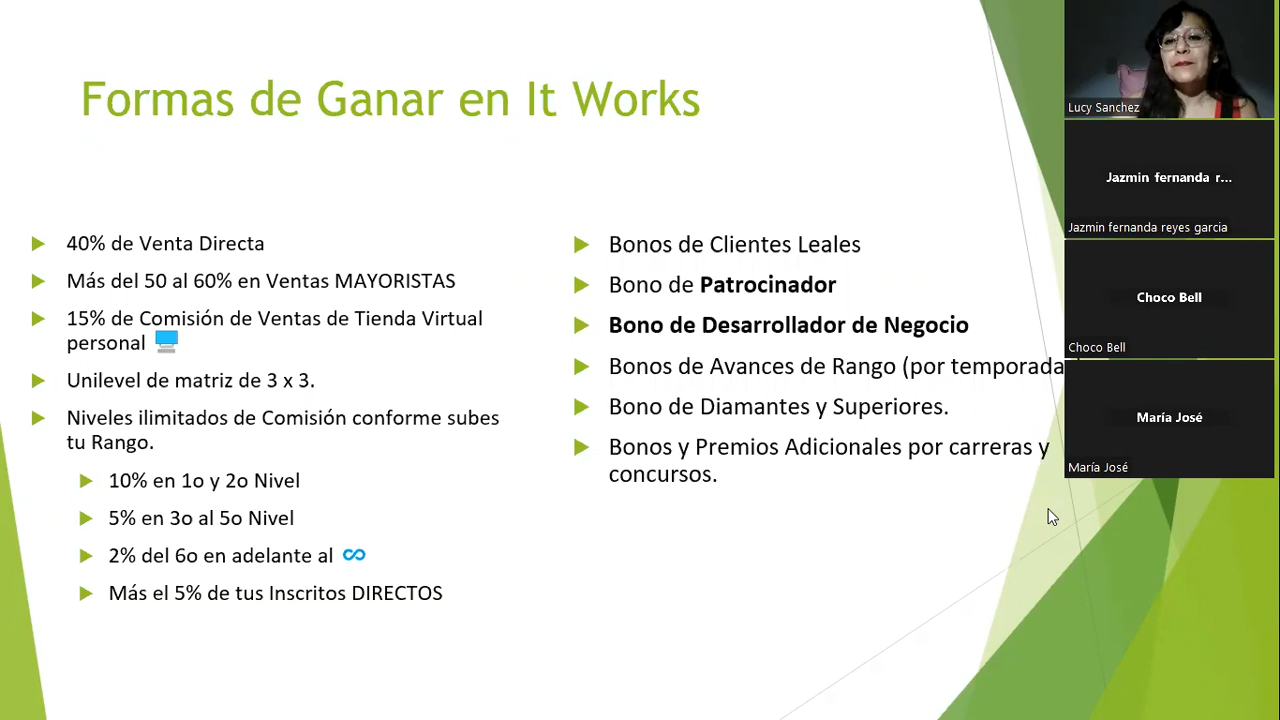 Formas de Ganar en It Works
40% de Venta Directa
Más del 50 al 60% en Ventas MAYORISTAS
15% de Comisión de Ventas de Tienda Virtual
personal
Unilevel de matriz de 3 x 3.
Niveles ilimitados de Comisión conforme subes
tu Rango.
10% en 1o y 2o Nivel
5% en 3o al 5o Nivel
2% del 6o en adelante al ∞
Más el 5% de tus Inscritos DIRECTOS
Bonos de Clientes Leales
Bono de Patrocinador
Bono de Desarrollador de Negocio
Bonos de Avances de Rango (por temporada
Bono de Diamantes y Superiores.
Bonos y Premios Adicionales por carreras y
concursos.
Lucy Sanchez
Jazmin fernanda r...
Jazmin fernanda reyes garcia
Choco Bell
Choco Bell
María José
María José